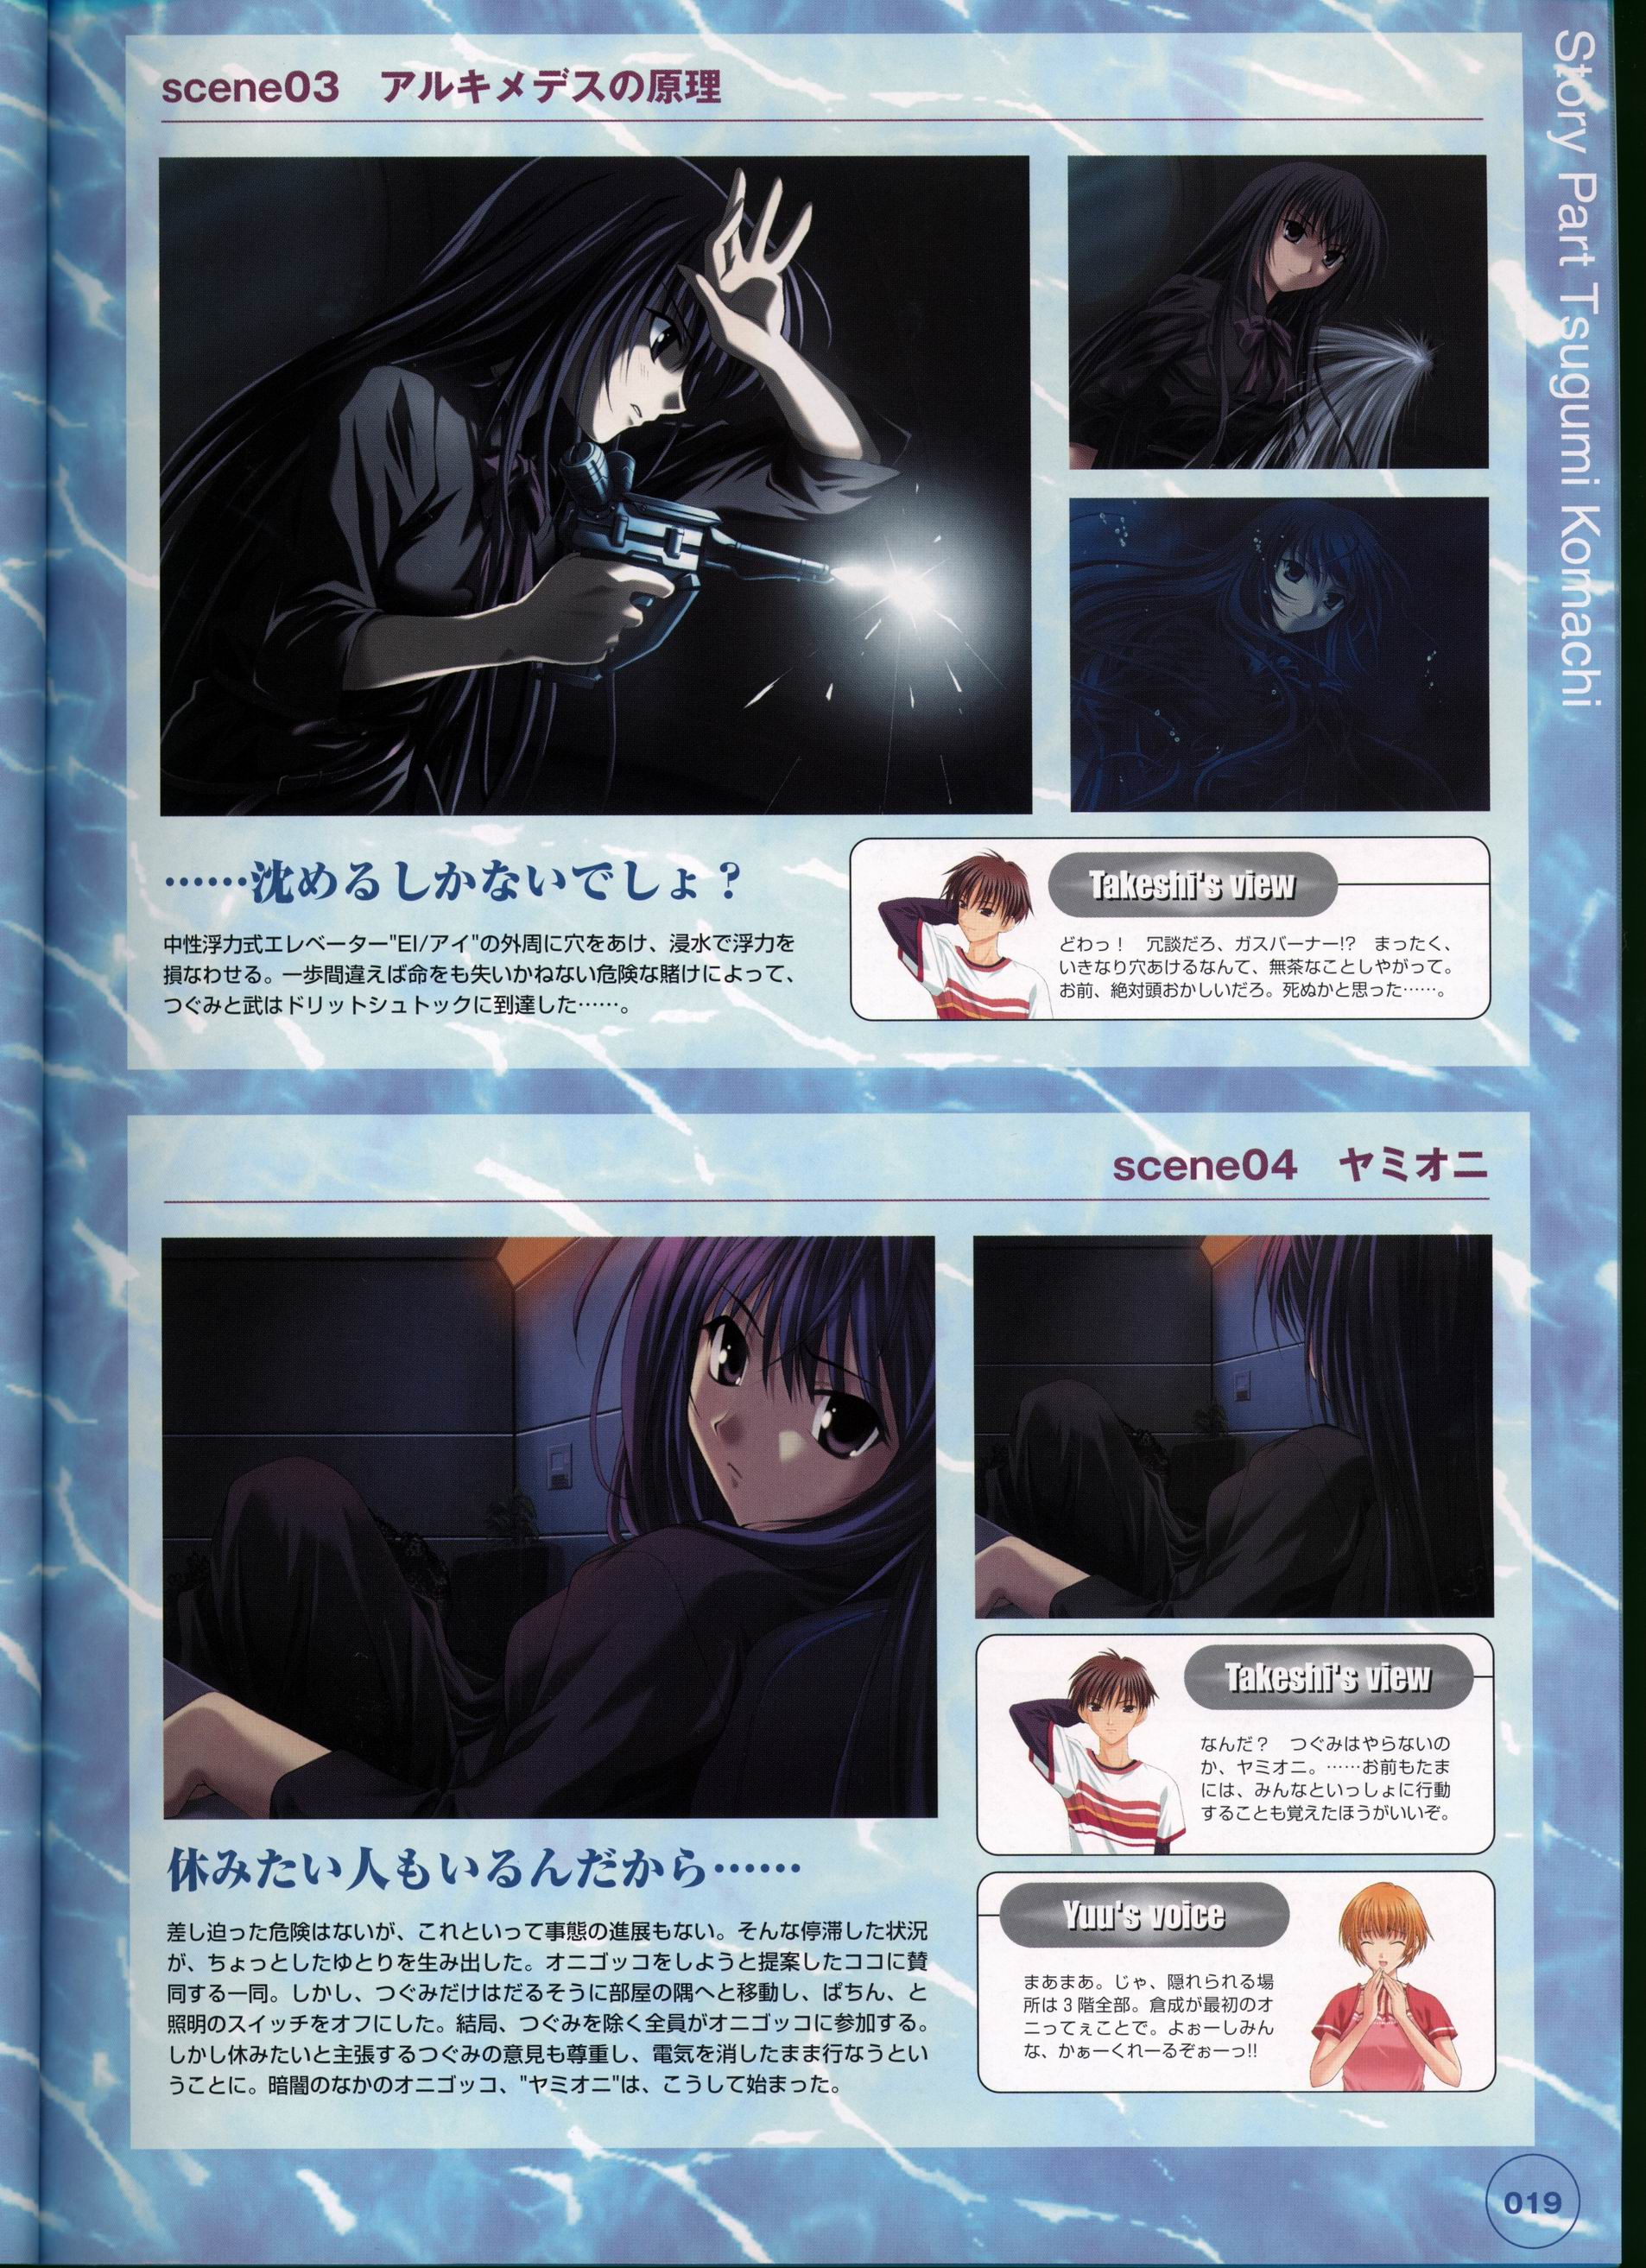 Story Part Tsugumi Komachi
scene03　アルキメデスの原理
……沈めるしかないでしょ？
中性浮力式エレベーター"EI/アイ"の外周に穴をあけ、浸水で浮力を
損なわせる。一歩間違えば命をも失いかねない危険な賭けによって、
つぐみと武はドリットシュトックに到達した……。
Takeshi's view
どわっ！　冗談だろ、ガスバーナー!?　まったく、
いきなり穴あけるなんて、無茶なことしやがって。
お前、絶対頭おかしいだろ。死ぬかと思った……。
scene04　ヤミオニ
休みたい人もいるんだから……
差し迫った危険はないが、これといって事態の進展もない。そんな停滞した状況
が、ちょっとしたゆとりを生み出した。オニゴッコをしようと提案したココに賛
同する一同。しかし、つぐみだけはだるそうに部屋の隅へと移動し、ぱちん、と
照明のスイッチをオフにした。結局、つぐみを除く全員がオニゴッコに参加する。
しかし休みたいと主張するつぐみの意見も尊重し、電気を消したまま行なうとい
うことに。暗闇のなかのオニゴッコ、"ヤミオニ"は、こうして始まった。
Takeshi's view
なんだ？　つぐみはやらないの
か、ヤミオニ。……お前もたま
には、みんなといっしょに行動
することも覚えたほうがいいぞ。
Yuu's voice
まあまあ。じゃ、隠れられる場
所は3階全部。倉成が最初のオ
ニってぇことで。よぉーしみん
な、かぁーくれーるぞぉーっ!!
019